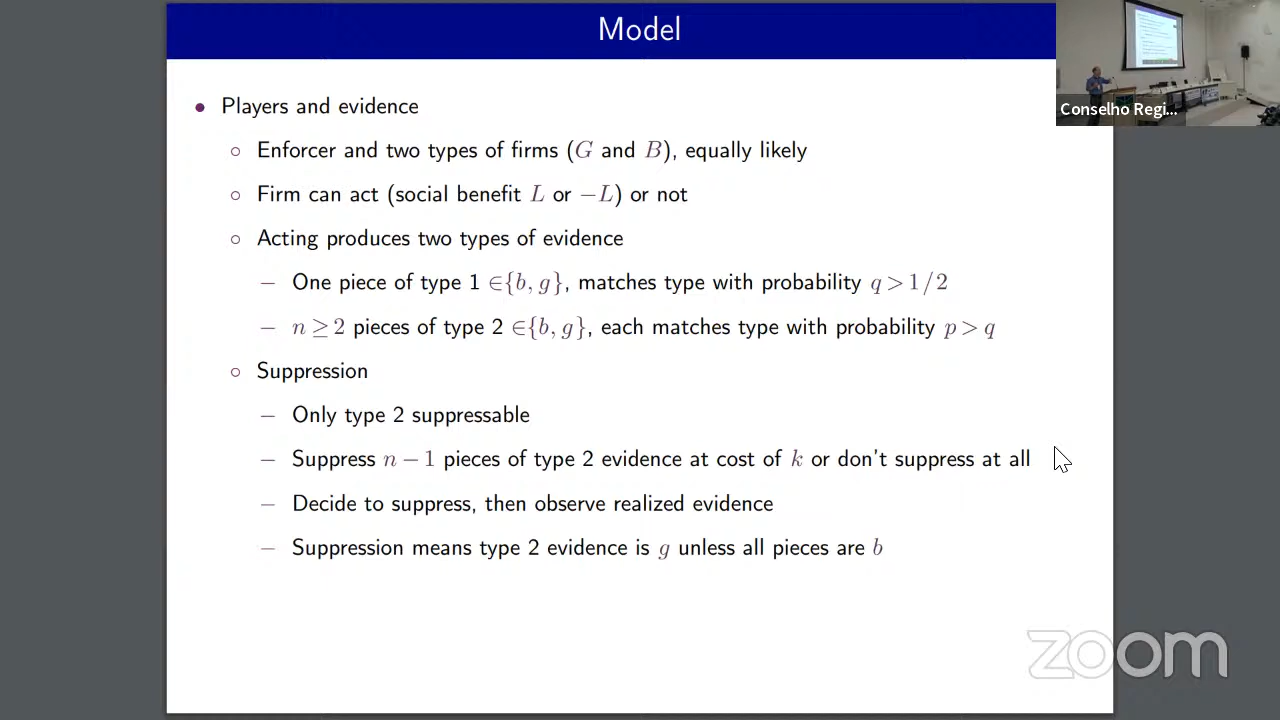 Model
Conselho Regi...
• Players and evidence
○ Enforcer and two types of firms (G and B), equally likely
○ Firm can act (social benefit L or −L) or not
○ Acting produces two types of evidence
− One piece of type 1 ∈{b, g}, matches type with probability q > 1/2
− n ≥ 2 pieces of type 2 ∈{b, g}, each matches type with probability p > q
○ Suppression
− Only type 2 suppressable
− Suppress n − 1 pieces of type 2 evidence at cost of k or don't suppress at all
− Decide to suppress, then observe realized evidence
− Suppression means type 2 evidence is g unless all pieces are b
zoom